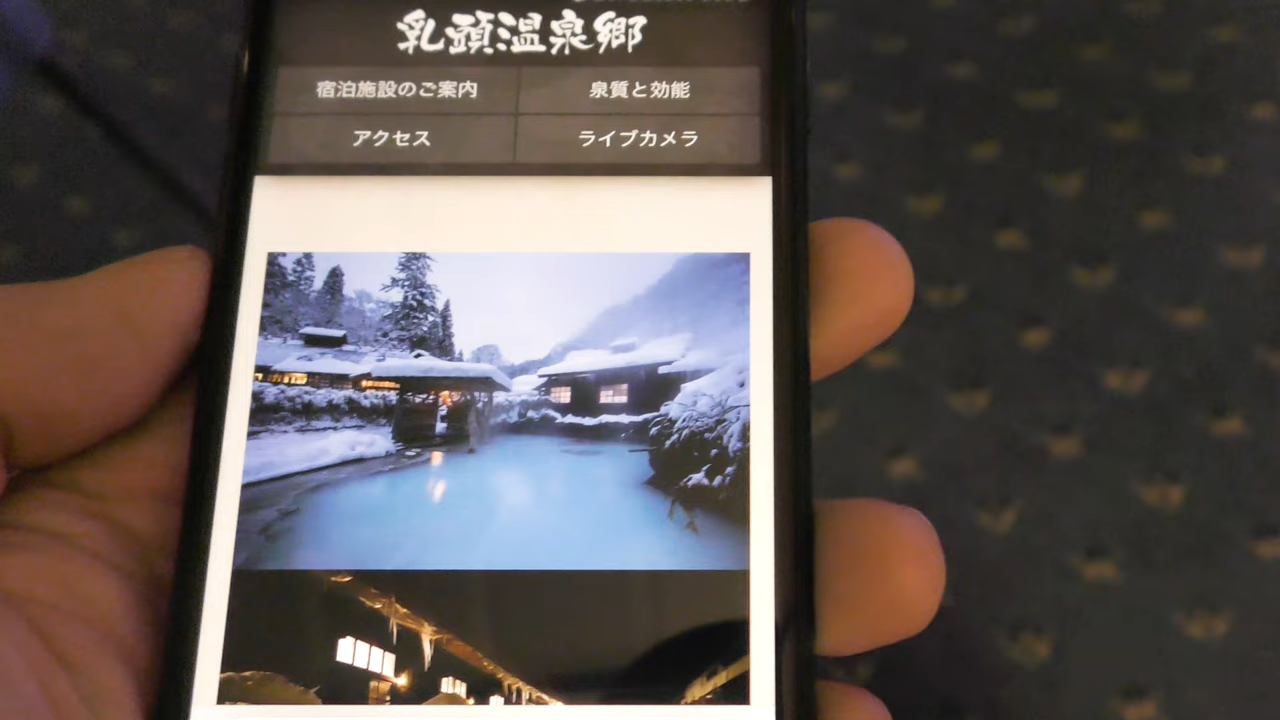 乳頭温泉郷
宿泊施設のご案内 泉質と効能
アクセス ライブカメラ